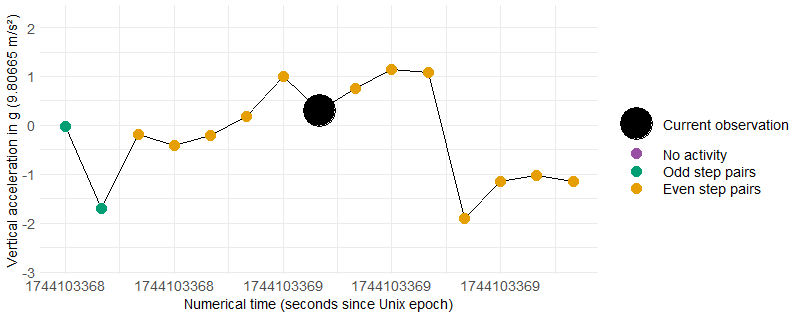 Vertical acceleration in g (9.80665 m/s²)
2
1
0
-1
-2
-3
1744103368 1744103368 1744103369 1744103369 1744103369
Numerical time (seconds since Unix epoch)
Current observation
No activity
Odd step pairs
Even step pairs